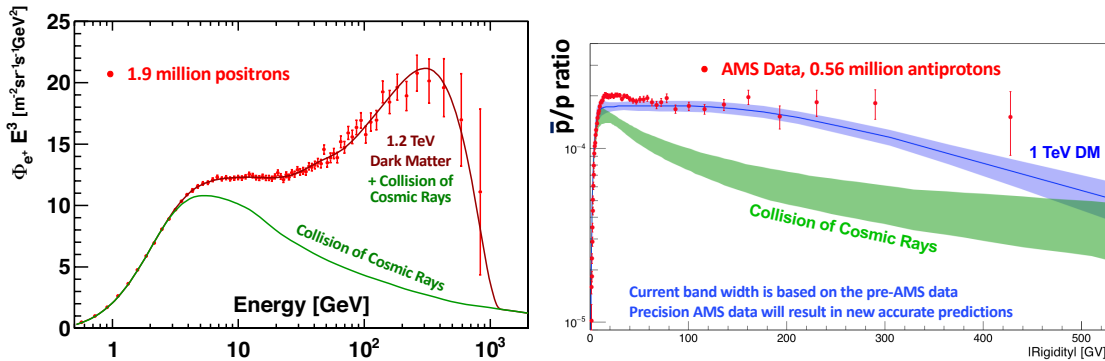 Φe+ E³ [m⁻²sr⁻¹s⁻¹GeV²]
25
20
15
10
5
0
1.9 million positrons
1.2 TeV
Dark Matter
+ Collision of
Cosmic Rays
Collision of Cosmic Rays
Energy [GeV]
1
10
10²
10³
p̄/p ratio
10⁻⁴
10⁻⁵
AMS Data, 0.56 million antiprotons
1 TeV DM
Collision of Cosmic Rays
Current band width is based on the pre-AMS data
Precision AMS data will result in new accurate predictions
0
100
200
300
400
500
|Rigidity| [GV]